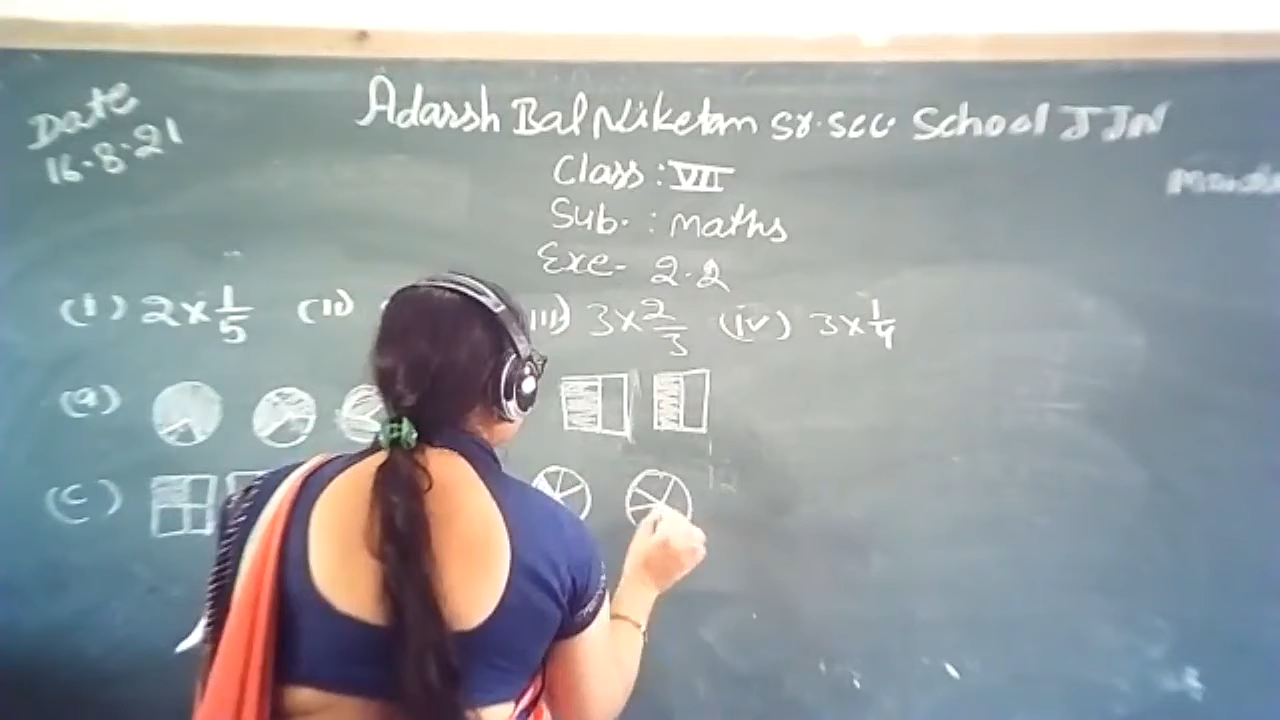 Date
16.8.21
Adarsh Bal Niketan Sr. Sec. School JJN
Class : VII
Sub. : maths
Exe- 2.2
(i) 2×1/5 (ii) (iii) 3×2/3 (iv) 3×1/4
(a)
(c)